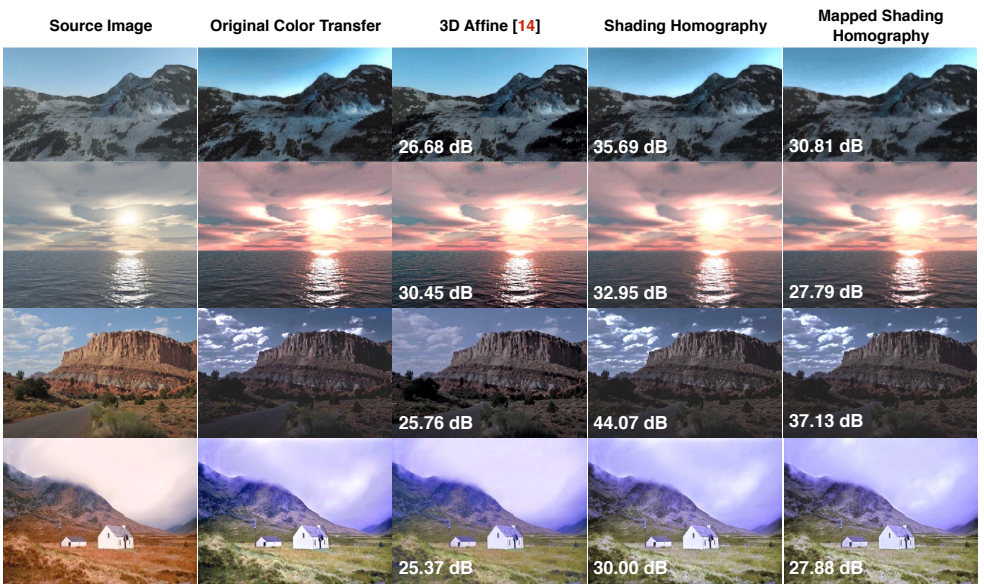 Source Image
Original Color Transfer
3D Affine [14]
Shading Homography
Mapped Shading
Homography
26.68 dB
35.69 dB
30.81 dB
30.45 dB
32.95 dB
27.79 dB
25.76 dB
44.07 dB
37.13 dB
25.37 dB
30.00 dB
27.88 dB